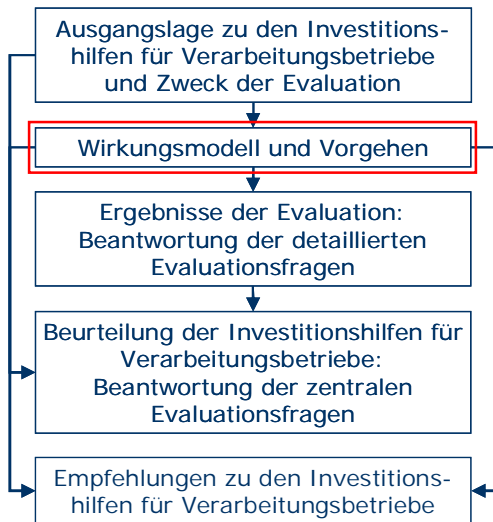 Ausgangslage zu den Investitions-
hilfen für Verarbeitungsbetriebe
und Zweck der Evaluation
Wirkungsmodell und Vorgehen
Ergebnisse der Evaluation:
Beantwortung der detaillierten
Evaluationsfragen
Beurteilung der Investitionshilfen für
Verarbeitungsbetriebe:
Beantwortung der zentralen
Evaluationsfragen
Empfehlungen zu den Investitions-
hilfen für Verarbeitungsbetriebe